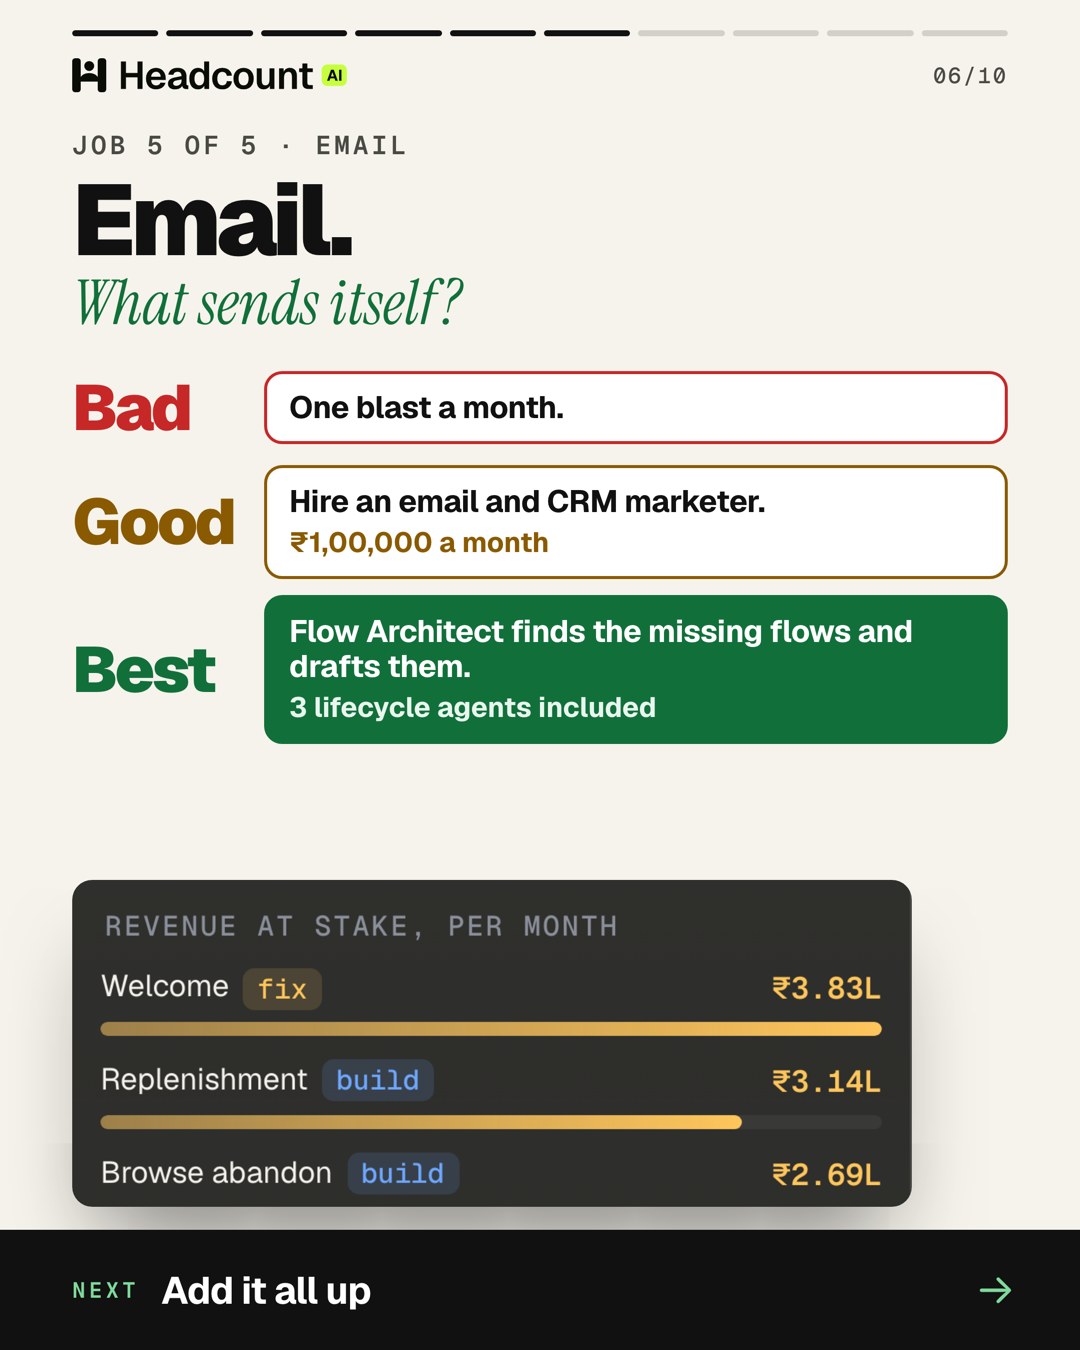 Headcount AI
06/10
JOB 5 OF 5 · EMAIL
Email.
What sends itself?
Bad
One blast a month.
Good
Hire an email and CRM marketer.
₹1,00,000 a month
Best
Flow Architect finds the missing flows and
drafts them.
3 lifecycle agents included
REVENUE AT STAKE, PER MONTH
Welcome fix ₹3.83L
Replenishment build ₹3.14L
Browse abandon build ₹2.69L
NEXT Add it all up →